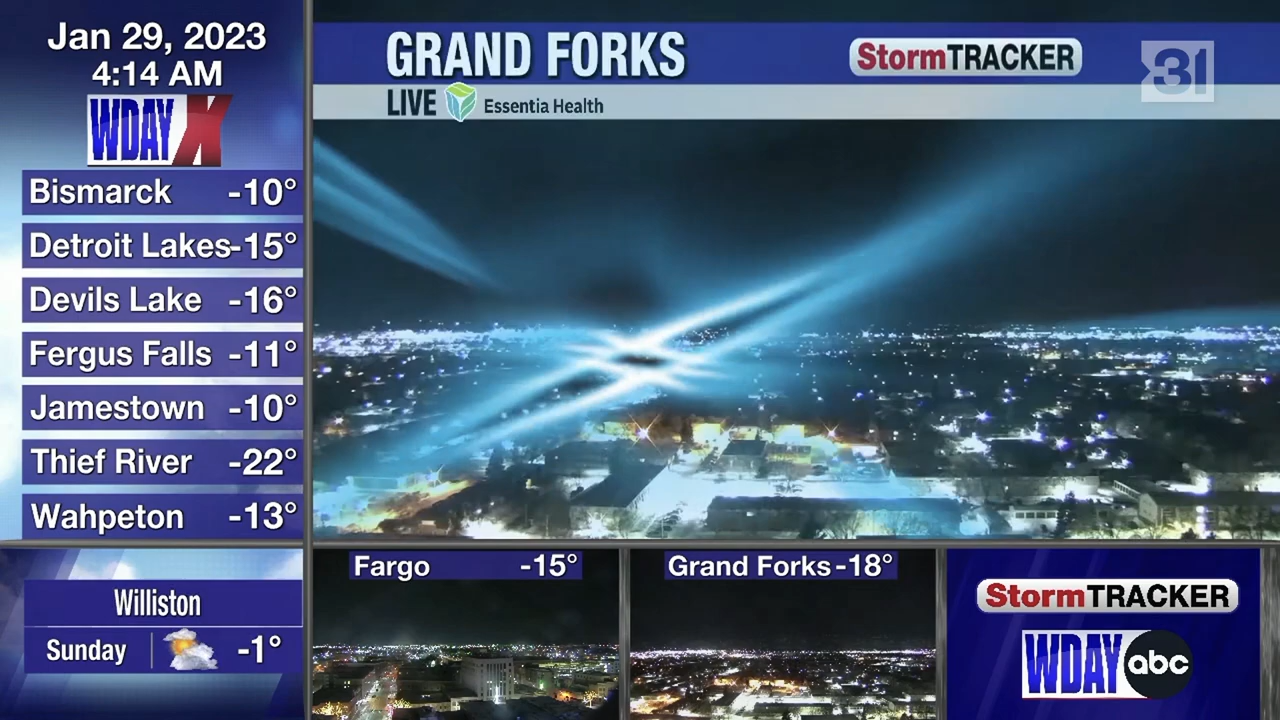 Jan 29, 2023
4:14 AM
WDAY X
Bismarck -10°
Detroit Lakes -15°
Devils Lake -16°
Fergus Falls -11°
Jamestown -10°
Thief River -22°
Wahpeton -13°
Williston
Sunday -1°
GRAND FORKS
StormTRACKER
31
LIVE Essentia Health
Fargo -15°
Grand Forks -18°
StormTRACKER
WDAY abc